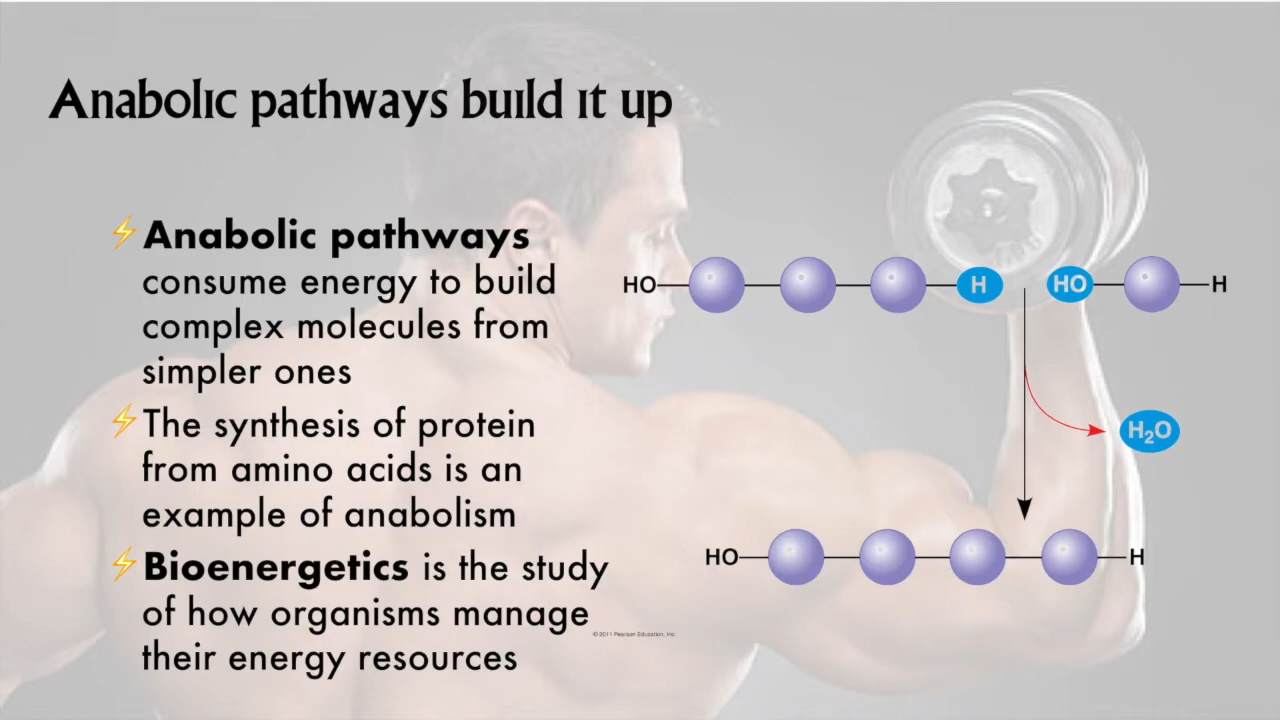 Anabolic pathways build it up
Anabolic pathways
consume energy to build
complex molecules from
simpler ones
The synthesis of protein
from amino acids is an
example of anabolism
Bioenergetics is the study
of how organisms manage
their energy resources
HO H HO H
H₂O
HO H
© 2011 Pearson Education, Inc.